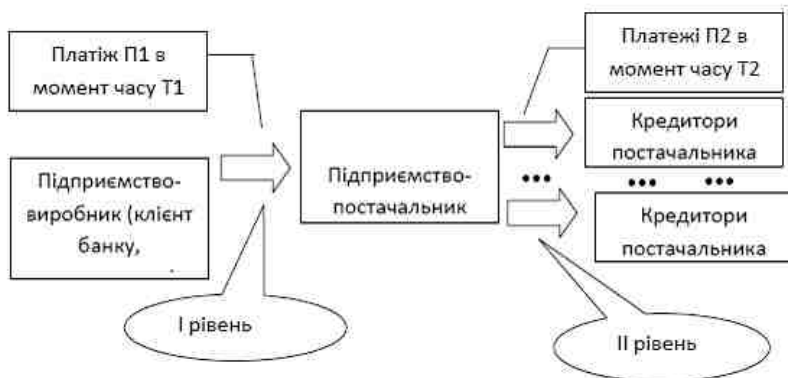 Платіж П1 в
момент часу Т1
Платежі П2 в
момент часу Т2
Підприємство-
виробник (клієнт
банку,
Підприємство-
постачальник
Кредитори
постачальника
••• •••
•••
Кредитори
постачальника
І рівень
ІІ рівень